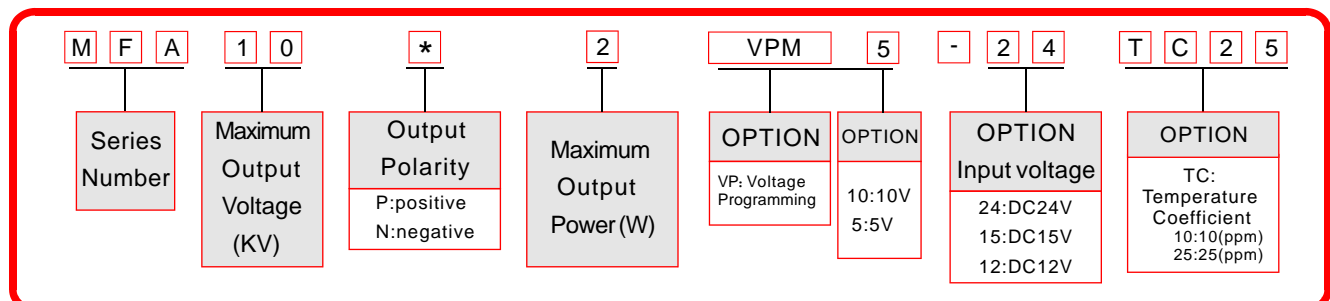 M F A 1 0 * 2 VPM 5 - 2 4 T C 2 5
Series
Number
Maximum
Output
Voltage
(KV)
Output
Polarity
P:positive
N:negative
Maximum
Output
Power(W)
OPTION
VP: Voltage
Programming
OPTION
10:10V
5:5V
OPTION
Input voltage
24:DC24V
15:DC15V
12:DC12V
OPTION
TC:
Temperature
Coefficient
10:10(ppm)
25:25(ppm)